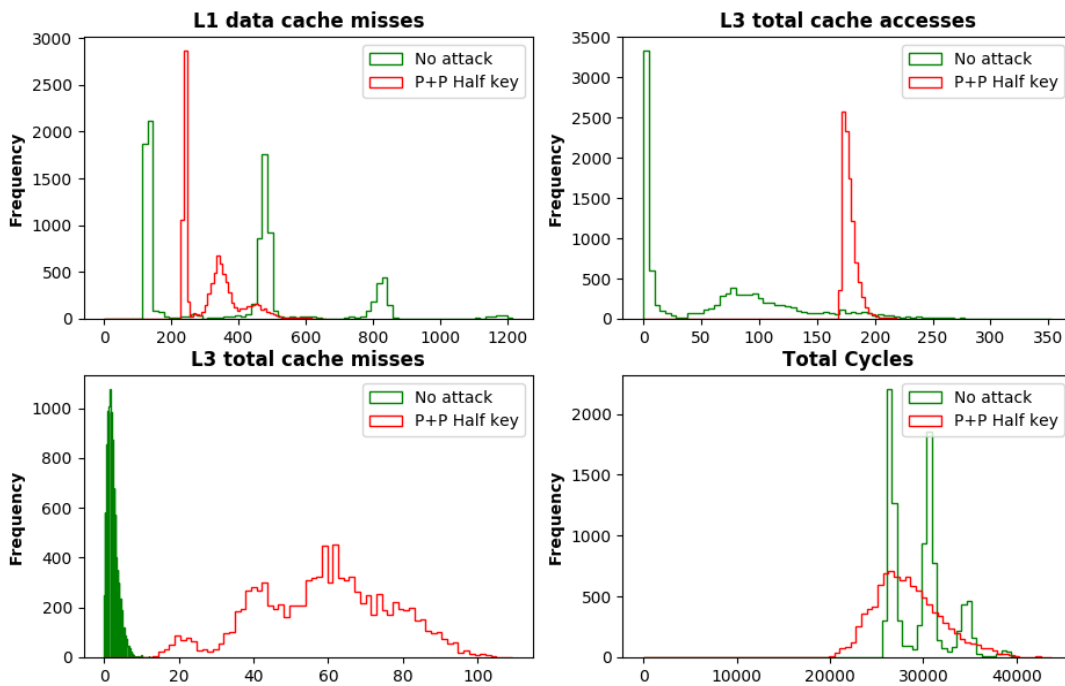 L1 data cache misses
Frequency
3000
2500
2000
1500
1000
500
0
0 200 400 600 800 1000 1200
No attack
P+P Half key
L3 total cache accesses
Frequency
3500
3000
2500
2000
1500
1000
500
0
0 50 100 150 200 250 300 350
No attack
P+P Half key
L3 total cache misses
Frequency
1000
800
600
400
200
0
0 20 40 60 80 100
No attack
P+P Half key
Total Cycles
Frequency
2000
1500
1000
500
0
0 10000 20000 30000 40000
No attack
P+P Half key